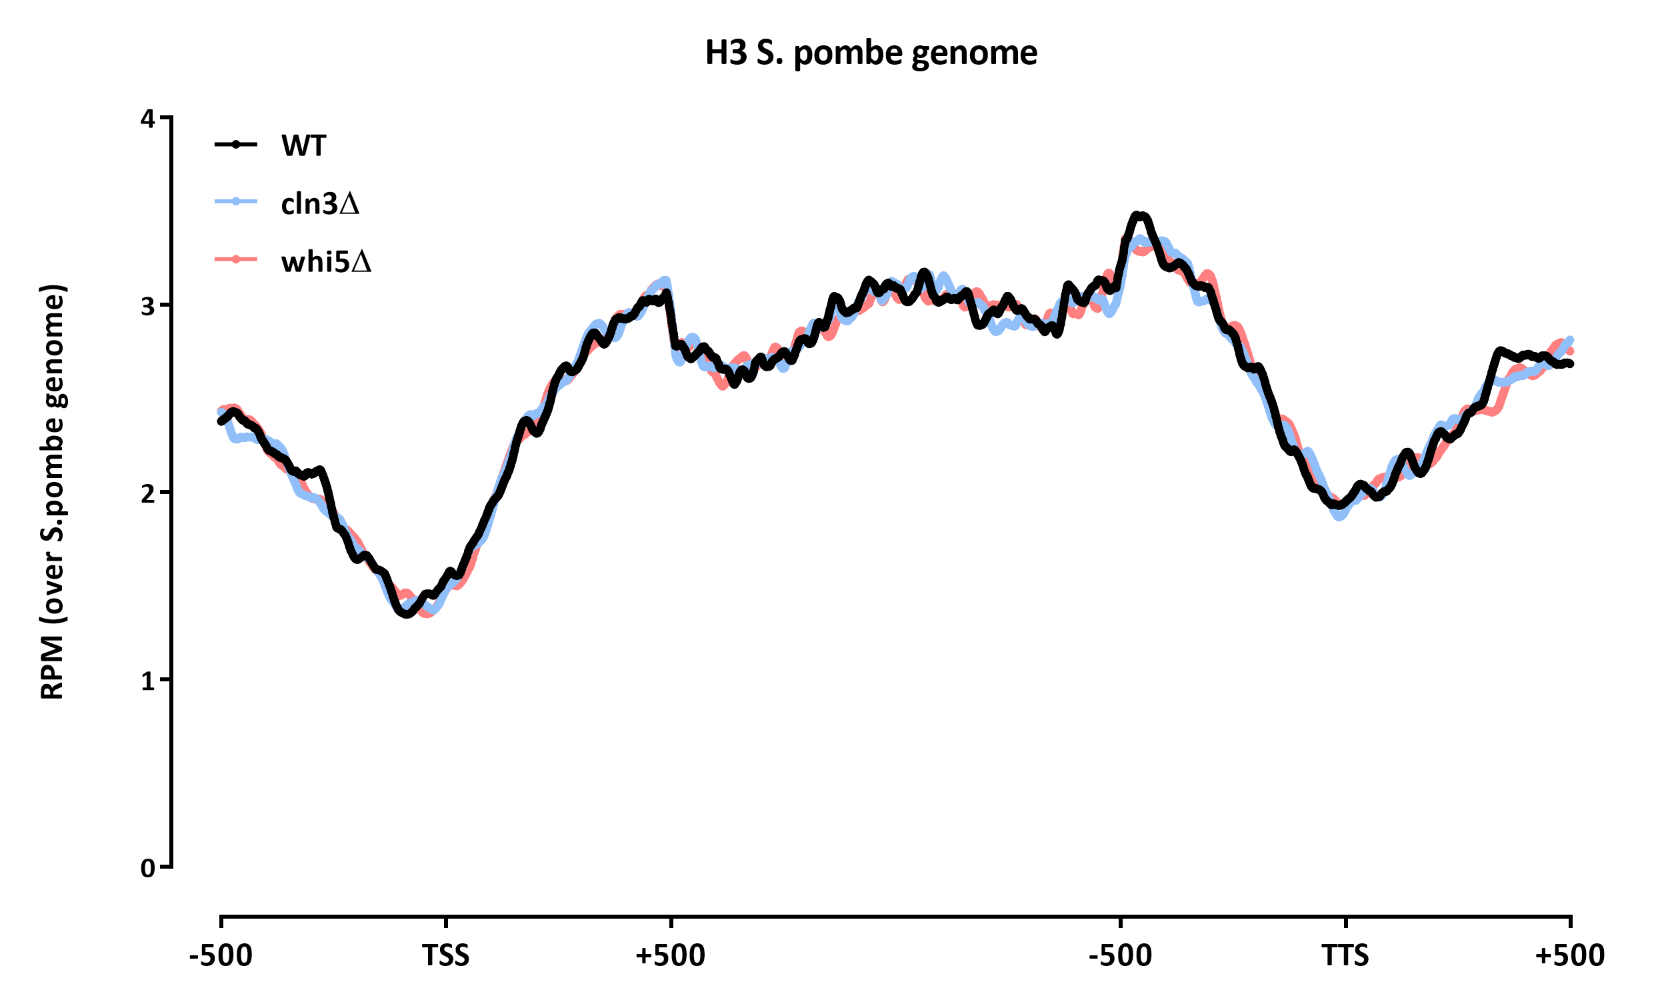 H3 S. pombe genome
4
WT
cln3Δ
whi5Δ
3
2
1
0
RPM (over S.pombe genome)
-500 TSS +500 -500 TTS +500